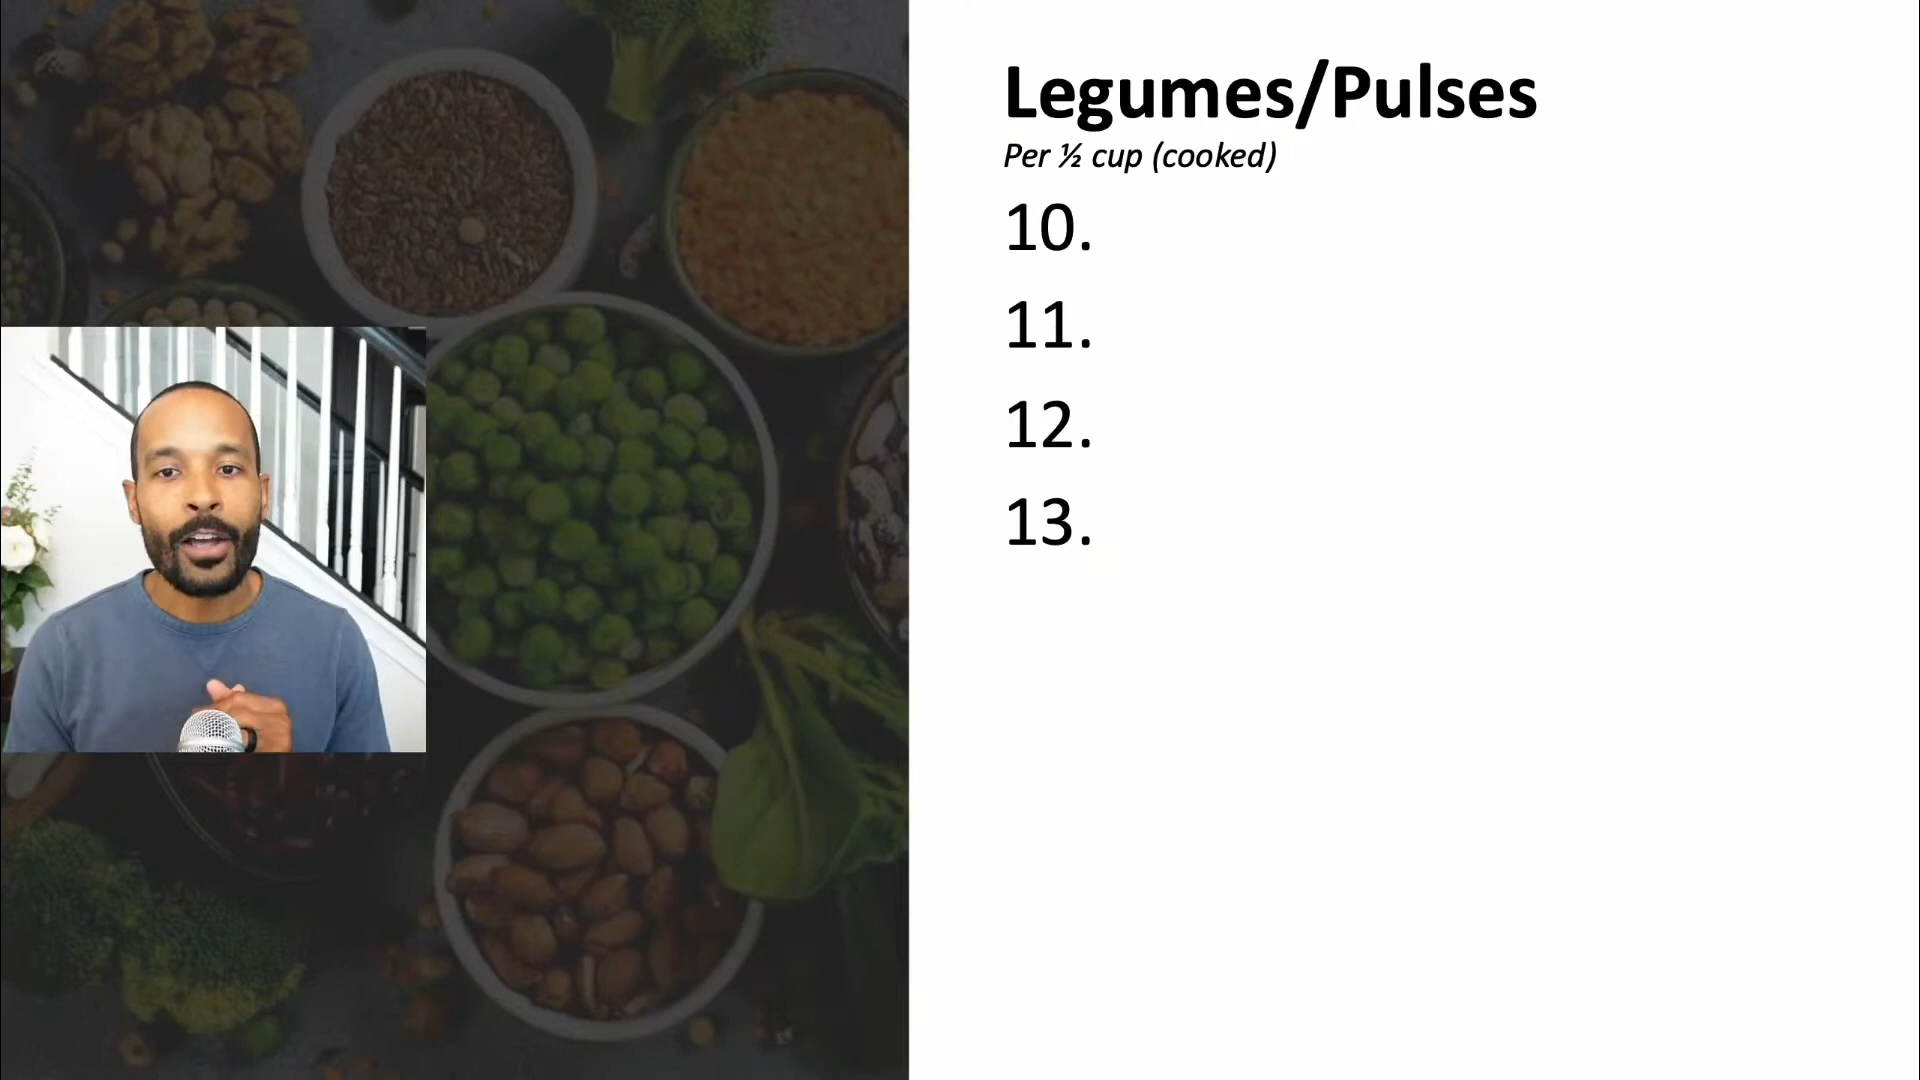 Legumes/Pulses
Per ½ cup (cooked)
10.
11.
12.
13.